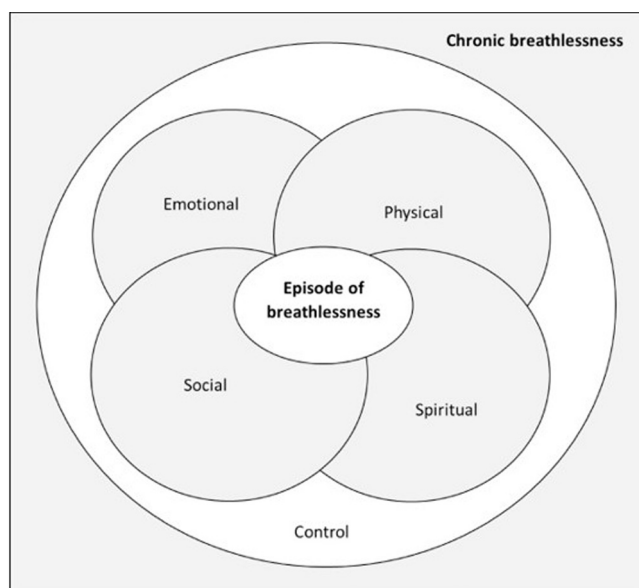 Chronic breathlessness
Emotional
Physical
Episode of
breathlessness
Social
Spiritual
Control